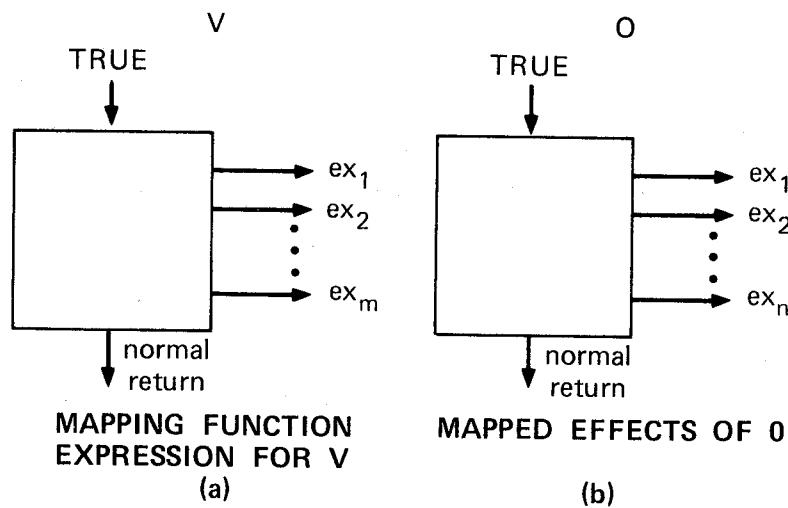 V
TRUE
ex₁
ex₂
exₘ
normal
return
MAPPING FUNCTION
EXPRESSION FOR V
(a)
O
TRUE
ex₁
ex₂
exₙ
normal
return
MAPPED EFFECTS OF 0
(b)